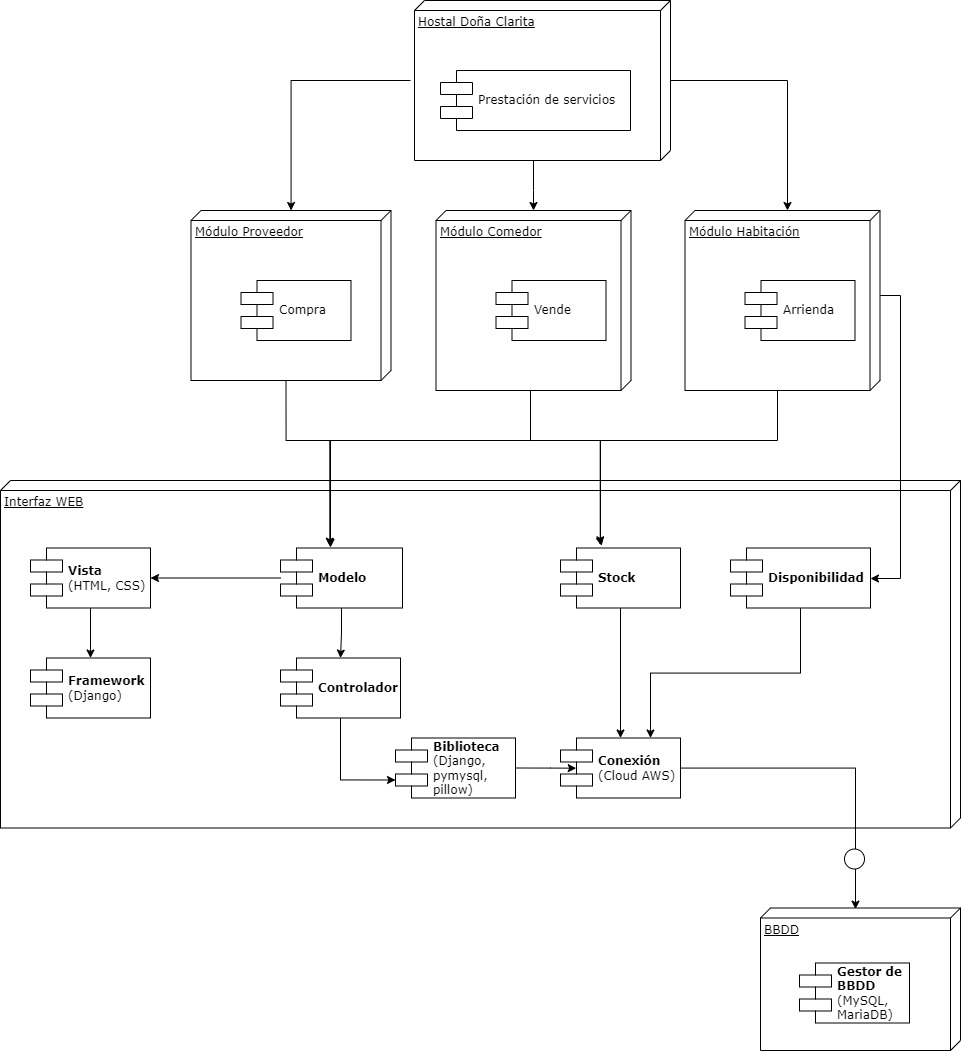 Hostal Doña Clarita
Prestación de servicios
Módulo Proveedor
Compra
Módulo Comedor
Vende
Módulo Habitación
Arrienda
Interfaz WEB
Vista
(HTML, CSS)
Modelo
Stock
Disponibilidad
Framework
(Django)
Controlador
Biblioteca
(Django,
pymysql,
pillow)
Conexión
(Cloud AWS)
BBDD
Gestor de
BBDD
(MySQL,
MariaDB)